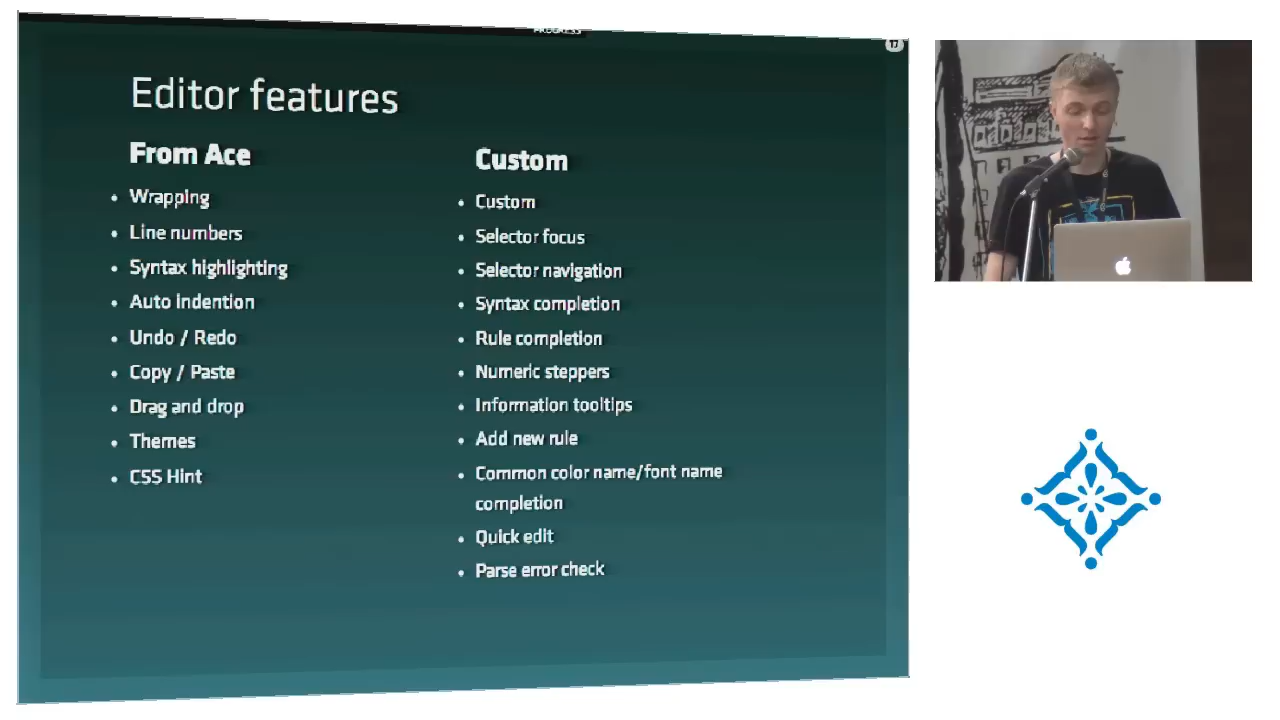 PROGRESS
17
Editor features
From Ace
Wrapping
Line numbers
Syntax highlighting
Auto indention
Undo / Redo
Copy / Paste
Drag and drop
Themes
CSS Hint
Custom
Custom
Selector focus
Selector navigation
Syntax completion
Rule completion
Numeric steppers
Information tooltips
Add new rule
Common color name/font name
completion
Quick edit
Parse error check